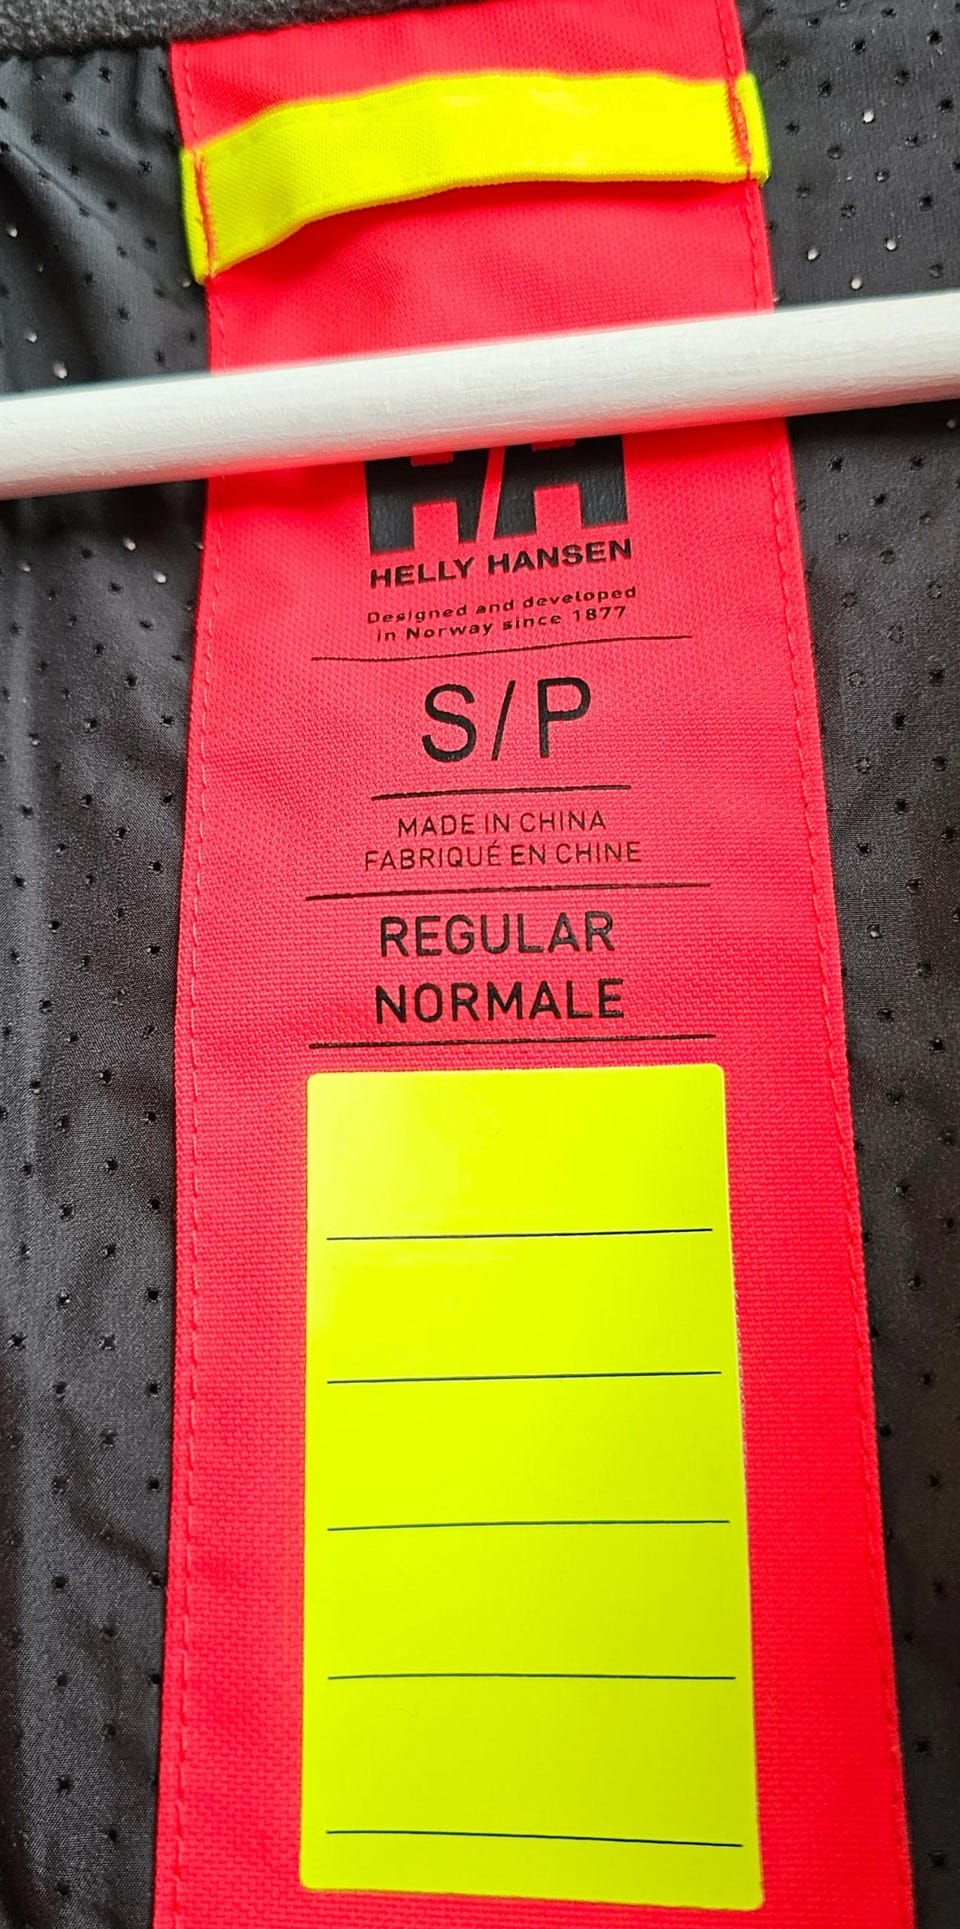 HH
HELLY HANSEN
Designed and developed
in Norway since 1877
S/P
MADE IN CHINA
FABRIQUÉ EN CHINE
REGULAR
NORMALE